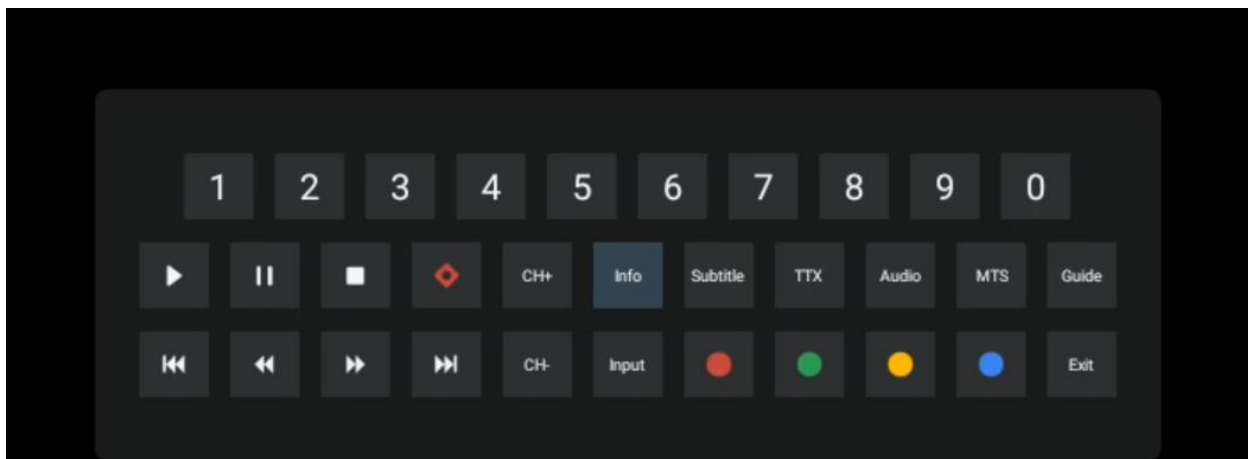 1 2 3 4 5 6 7 8 9 0
CH+ Info Subtitle TTX Audio MTS Guide
CH- Input Exit